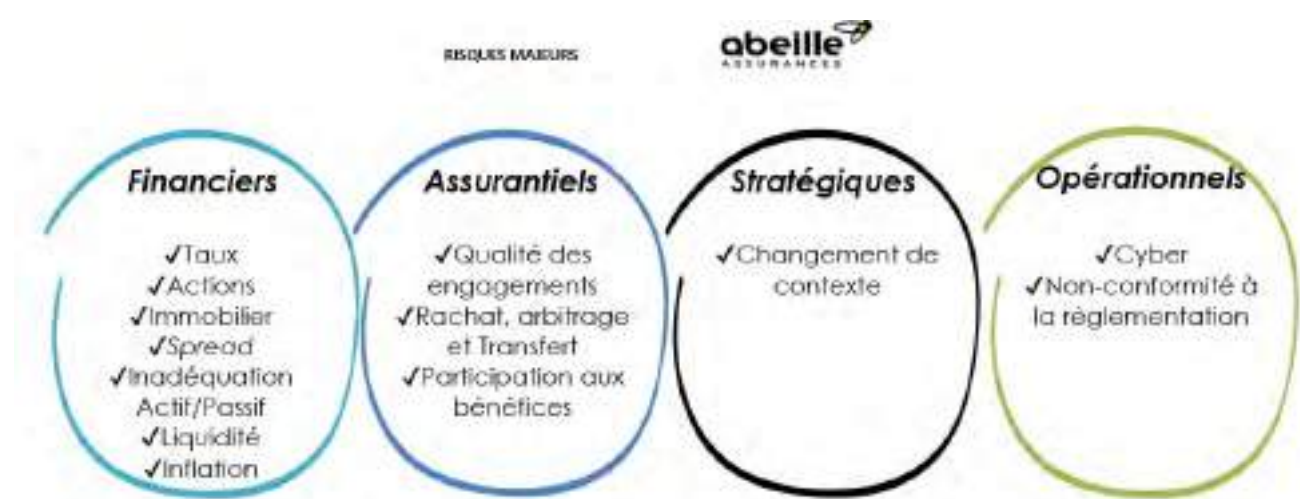 RISQUES MAJEURS
abeille
ASSURANCES
Financiers
✓Taux
✓Actions
✓Immobilier
✓Spread
✓Inadéquation
Actif/Passif
✓Liquidité
✓Inflation
Assurantiels
✓Qualité des
engagements
✓Rachat, arbitrage
et Transfert
✓Participation aux
bénéfices
Stratégiques
✓Changement de
contexte
Opérationnels
✓Cyber
✓Non-conformité à
la règlementation